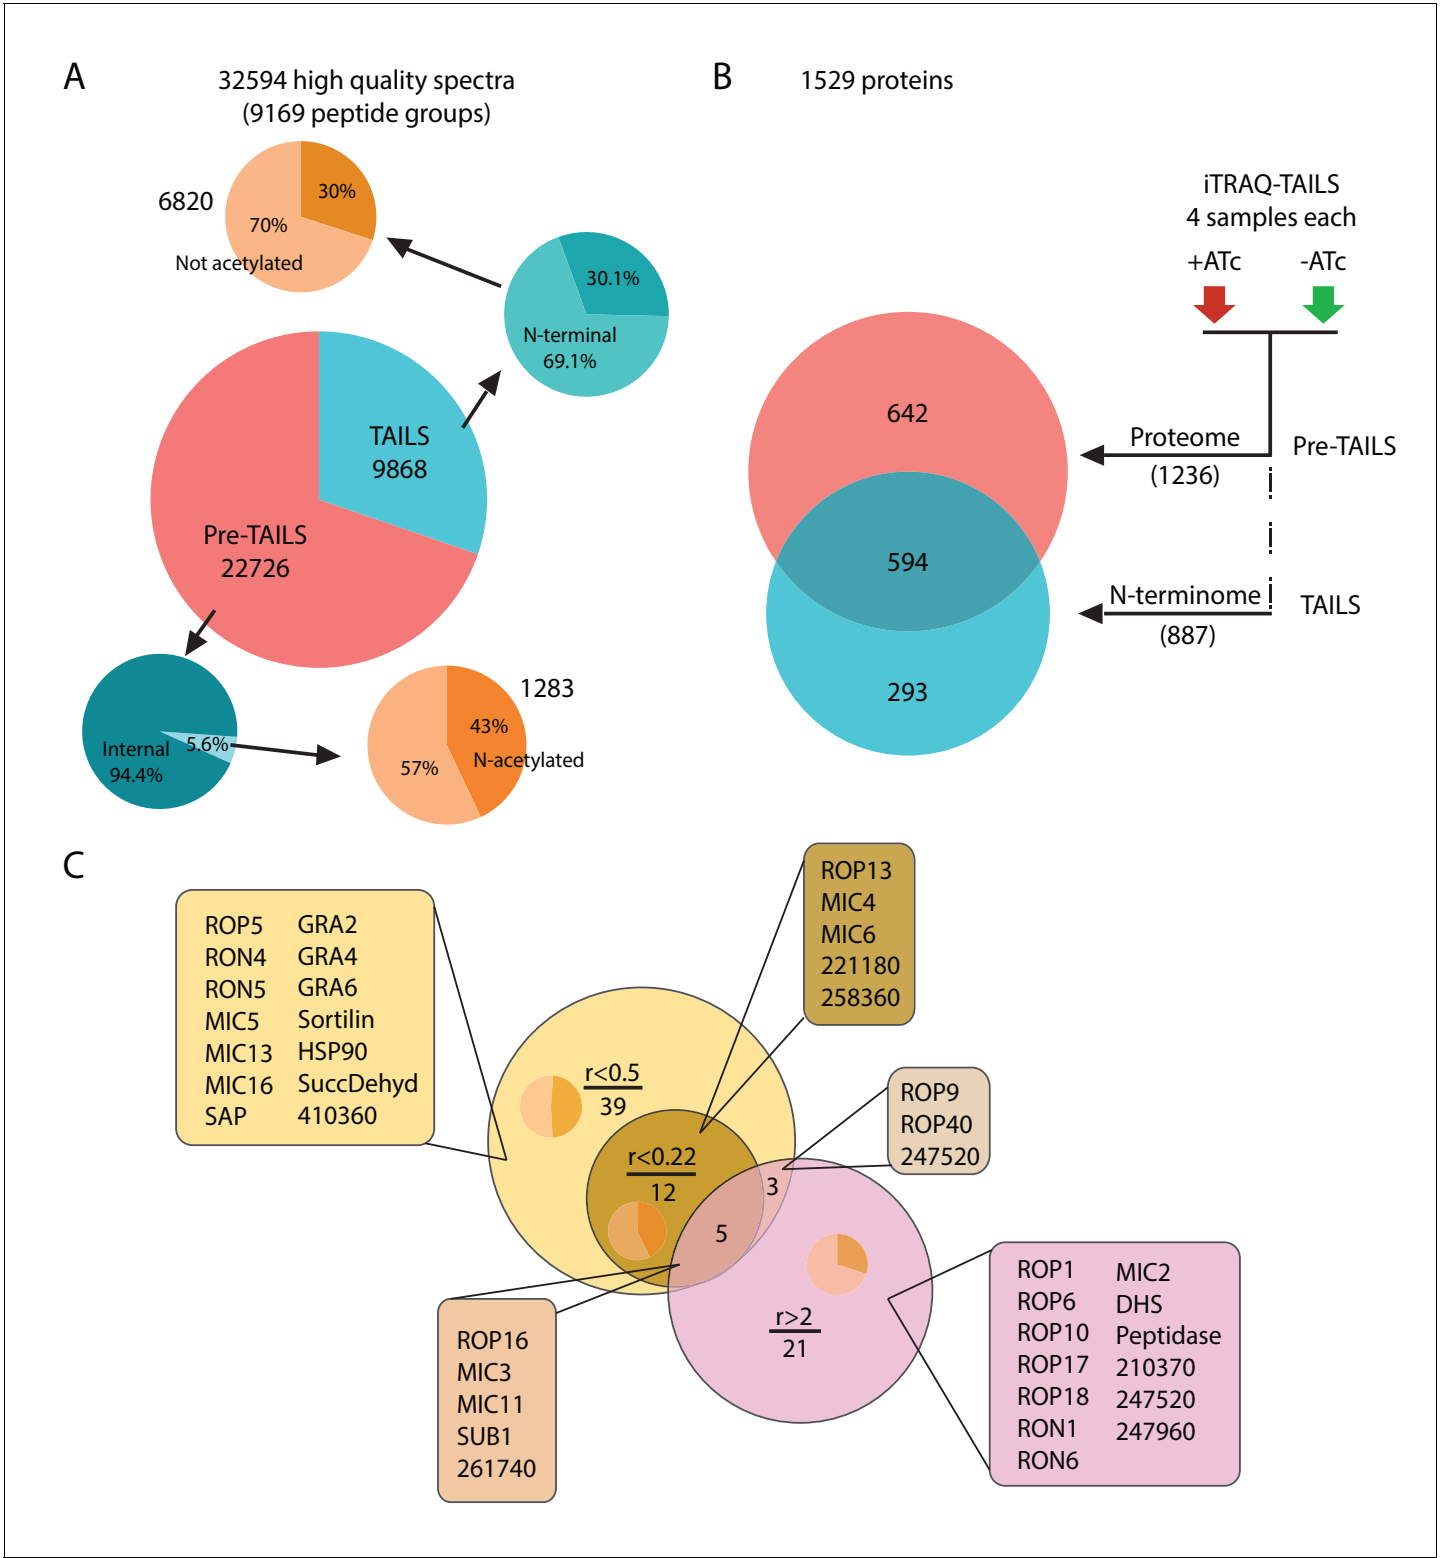 A
32594 high quality spectra
(9169 peptide groups)
6820
30%
70%
Not acetylated
30.1%
N-terminal
69.1%
TAILS
9868
Pre-TAILS
22726
Internal
94.4%
5.6%
1283
43%
N-acetylated
57%
B
1529 proteins
iTRAQ-TAILS
4 samples each
+ATc
-ATc
642
594
293
Proteome
(1236)
Pre-TAILS
N-terminome
(887)
TAILS
C
ROP5
RON4
RON5
MIC5
MIC13
MIC16
SAP
GRA2
GRA4
GRA6
Sortilin
HSP90
SuccDehyd
410360
ROP13
MIC4
MIC6
221180
258360
r<0.5
39
r<0.22
12
3
5
ROP9
ROP40
247520
r>2
21
ROP16
MIC3
MIC11
SUB1
261740
ROP1
ROP6
ROP10
ROP17
ROP18
RON1
RON6
MIC2
DHS
Peptidase
210370
247520
247960